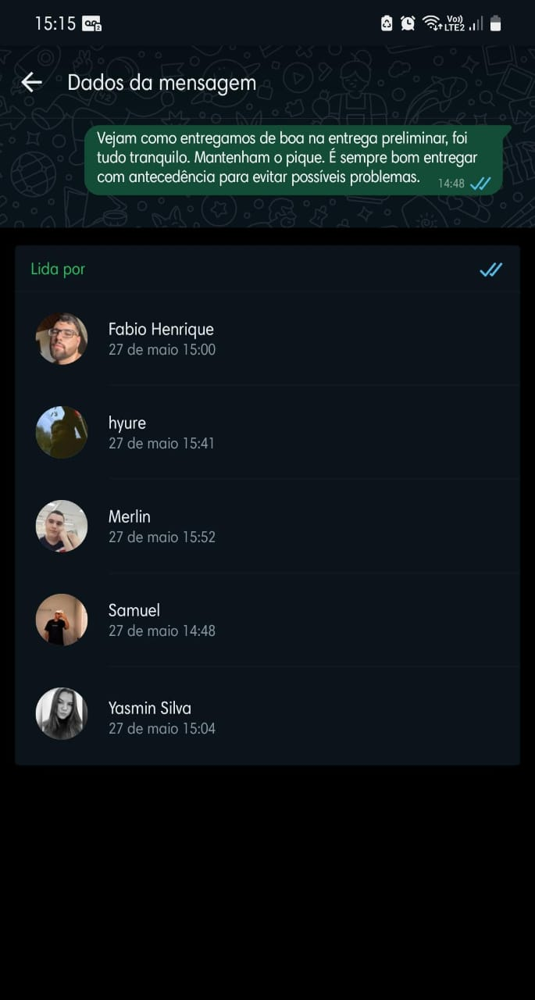 15:15
Vo))
LTE2
Dados da mensagem
Vejam como entregamos de boa na entrega preliminar, foi
tudo tranquilo. Mantenham o pique. É sempre bom entregar
com antecedência para evitar possíveis problemas.
14:48
Lida por
Fabio Henrique
27 de maio 15:00
hyure
27 de maio 15:41
Merlin
27 de maio 15:52
Samuel
27 de maio 14:48
Yasmin Silva
27 de maio 15:04